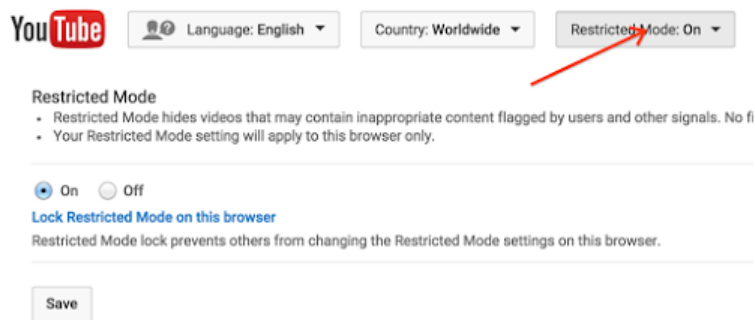 YouTube
Language: English
Country: Worldwide
Restricted Mode: On
Restricted Mode
Restricted Mode hides videos that may contain inappropriate content flagged by users and other signals. No
Your Restricted Mode setting will apply to this browser only.
On
Off
Lock Restricted Mode on this browser
Restricted Mode lock prevents others from changing the Restricted Mode settings on this browser.
Save